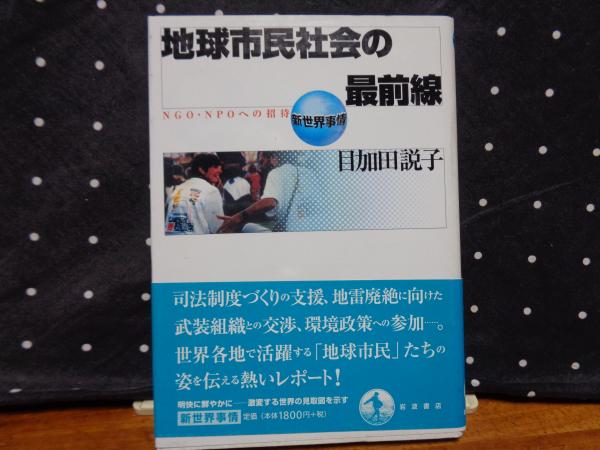 地球市民社会の
最前線
NGO・NPOへの招待
新世界事情
目加田説子
司法制度づくりの支援、地雷廃絶に向けた
武装組織との交渉、環境政策への参加……。
世界各地で活躍する「地球市民」たちの
姿を伝える熱いレポート!
明快に鮮やかに――激変する世界の見取図を示す
新世界事情 定価(本体1800円+税)
岩波書店